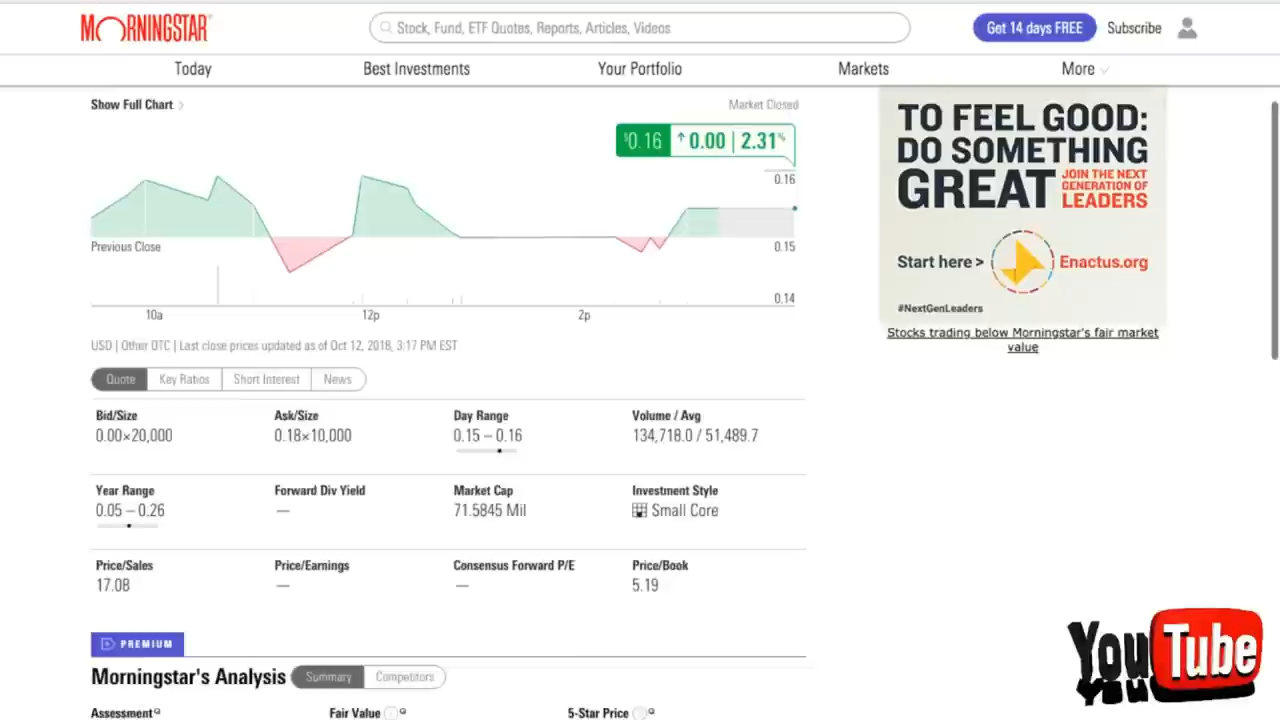 MORNINGSTAR
Stock, Fund, ETF Quotes, Reports, Articles, Videos
Get 14 days FREE
Subscribe
Today
Best Investments
Your Portfolio
Markets
More
Show Full Chart
Market Closed
$0.16 ↑0.00 | 2.31%
0.16
Previous Close
0.15
0.14
10a
12p
2p
USD | Other OTC | Last close prices updated as of Oct 12, 2018, 3:17 PM EST
Quote
Key Ratios
Short Interest
News
Bid/Size
Ask/Size
Day Range
Volume / Avg
0.00×20,000
0.18×10,000
0.15 – 0.16
134,718.0 / 51,489.7
Year Range
Forward Div Yield
Market Cap
Investment Style
0.05 – 0.26
—
71.5845 Mil
Small Core
Price/Sales
Price/Earnings
Consensus Forward P/E
Price/Book
17.08
—
—
5.19
PREMIUM
Morningstar's Analysis
Summary
Competitors
Assessment
Fair Value
5-Star Price
TO FEEL GOOD:
DO SOMETHING
GREAT
JOIN THE NEXT
GENERATION OF
LEADERS
Start here >
Enactus.org
#NextGenLeaders
Stocks trading below Morningstar's fair market
value
YouTube